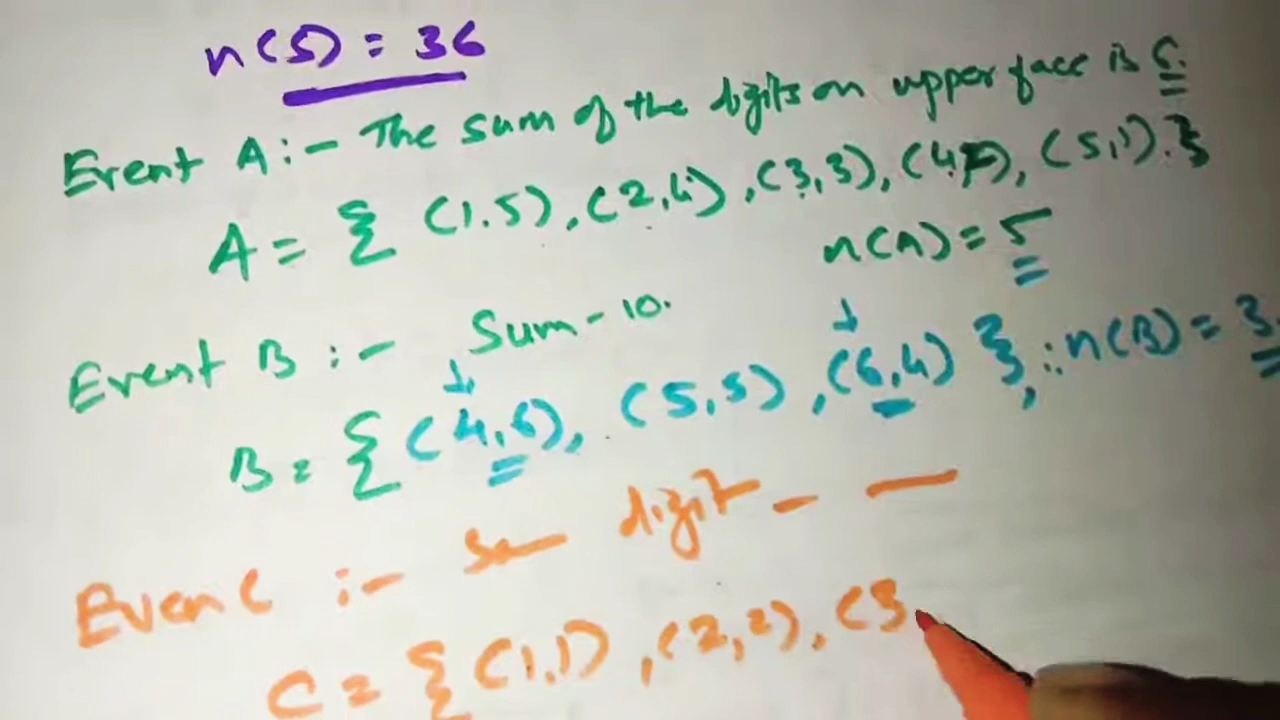 n(S) = 36
Event A :- The sum of the digits on upper face is 6.
A = { (1.5), (2,4), (3,3), (4,2), (5,1). }
n(A) = 5
Event B :- Sum - 10.
B = { (4,6), (5,5), (6,4) }, ∴ n(B) = 3.
Even C :- digit - —
C = { (1,1), (2,2), (3